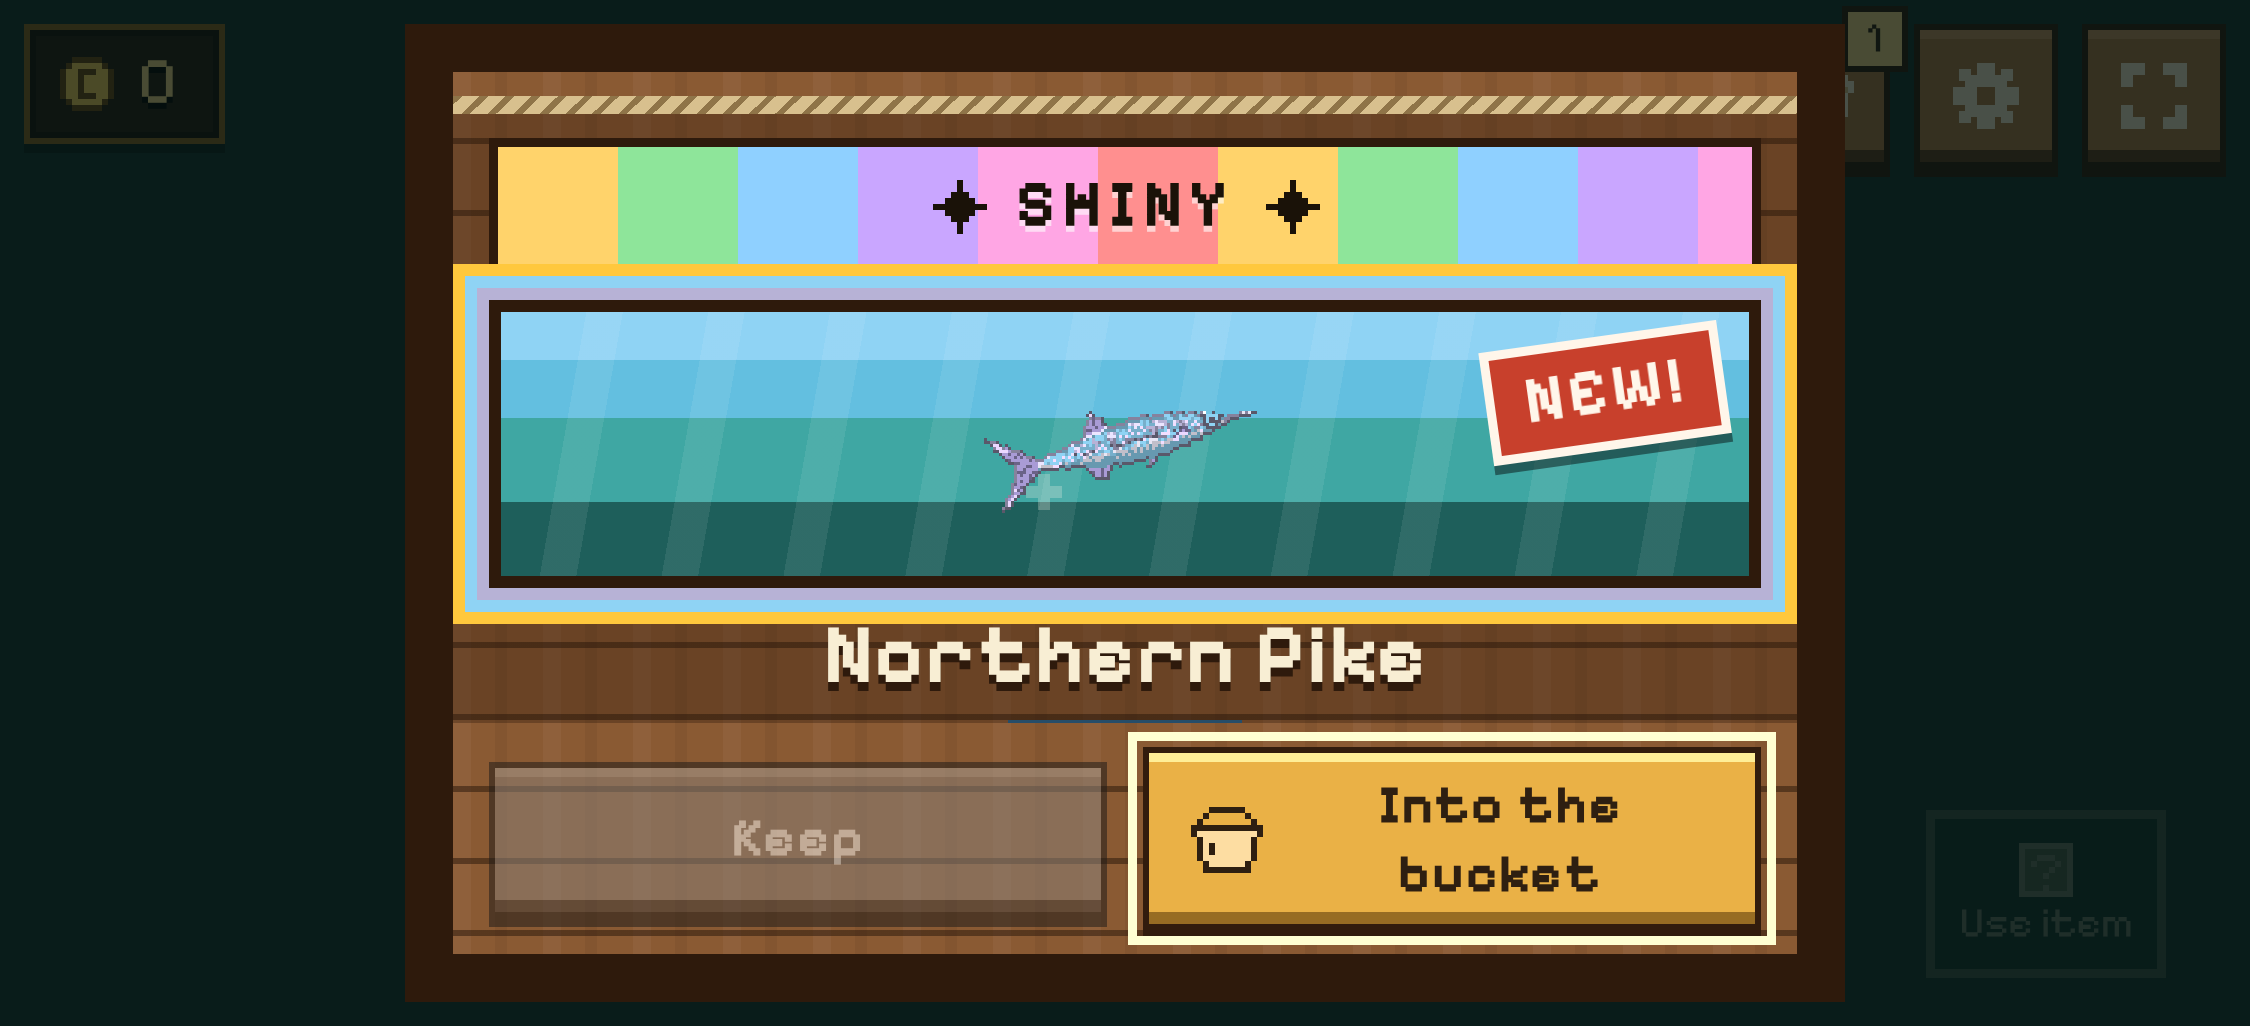 0
1
SHINY
NEW!
Northern Pike
Keep
Into the
bucket
Use item